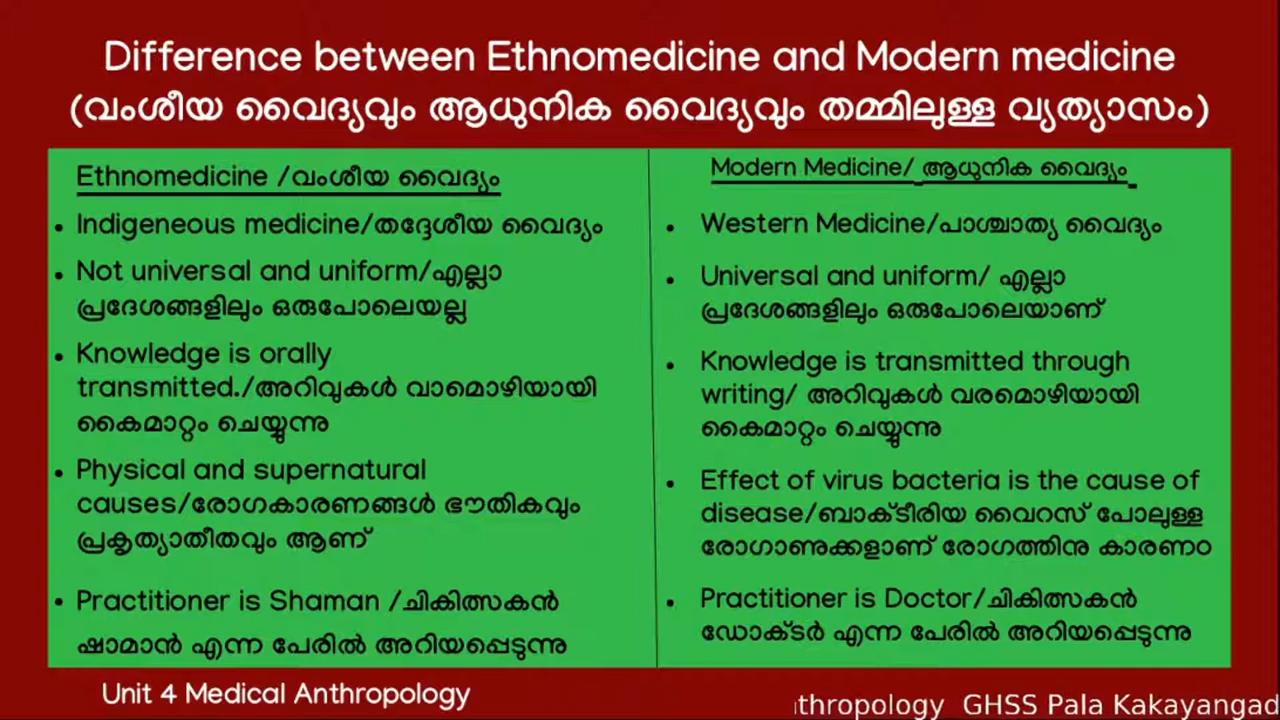 Difference between Ethnomedicine and Modern medicine
(വംശീയ വൈദ്യവും ആധുനിക വൈദ്യവും തമ്മിലുള്ള വ്യത്യാസം)
Ethnomedicine /വംശീയ വൈദ്യം
• Indigeneous medicine/തദ്ദേശീയ വൈദ്യം
• Not universal and uniform/എല്ലാ
പ്രദേശങ്ങളിലും ഒരുപോലെയല്ല
• Knowledge is orally
transmitted./അറിവുകൾ വാമൊഴിയായി
കൈമാറ്റം ചെയ്യുന്നു
• Physical and supernatural
causes/രോഗകാരണങ്ങൾ ഭൗതികവും
പ്രകൃത്യാതീതവും ആണ്
• Practitioner is Shaman /ചികിത്സകൻ
ഷാമാൻ എന്ന പേരിൽ അറിയപ്പെടുന്നു
Modern Medicine/ ആധുനിക വൈദ്യം
• Western Medicine/പാശ്ചാത്യ വൈദ്യം
• Universal and uniform/ എല്ലാ
പ്രദേശങ്ങളിലും ഒരുപോലെയാണ്
• Knowledge is transmitted through
writing/ അറിവുകൾ വരമൊഴിയായി
കൈമാറ്റം ചെയ്യുന്നു
• Effect of virus bacteria is the cause of
disease/ബാക്ടീരിയ വൈറസ് പോലുള്ള
രോഗാണുക്കളാണ് രോഗത്തിനു കാരണം
• Practitioner is Doctor/ചികിത്സകൻ
ഡോക്ടർ എന്ന പേരിൽ അറിയപ്പെടുന്നു
Unit 4 Medical Anthropology
thropology GHSS Pala Kakayangad